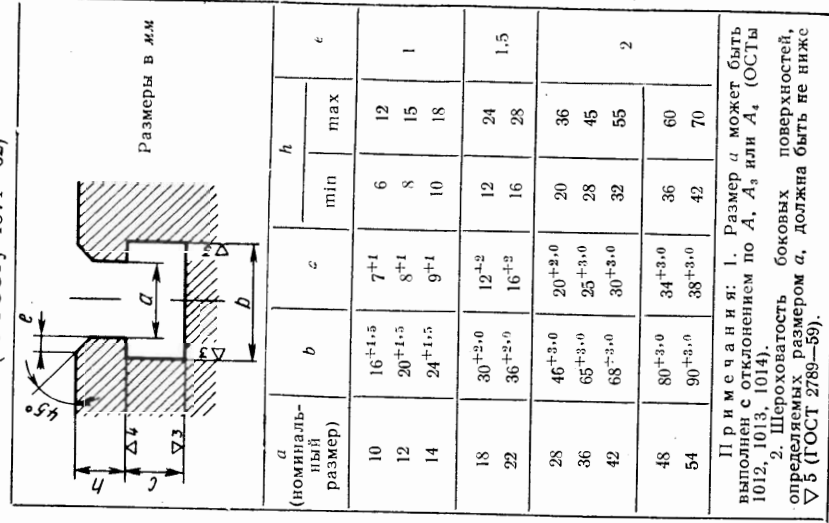 Размеры в мм
45°
e
h
c
a
b
▽4
▽3
▽3
▽3
a
(номиналь-
ный
размер)
b
c
h
e
min
max
10 16+1,5 7+1 6 12 1
12 20+1,5 8+1 8 15
14 24+1,5 9+1 10 18
18 30+2,0 12+2 12 24 1.5
22 36+2,0 16+2 16 28
28 46+3,0 20+2,0 20 36 2
36 65+3,0 25+3,0 28 45
42 68+3,0 30+3,0 32 55
48 80+3,0 34+3,0 36 60
54 90+3,0 38+3,0 42 70
Примечания: 1. Размер a может быть
выполнен с отклонением по A, A₃ или A₄ (ОСТы
1012, 1013, 1014).
2. Шероховатость боковых поверхностей,
определяемых размером a, должна быть не ниже
▽ 5 (ГОСТ 2789—59).